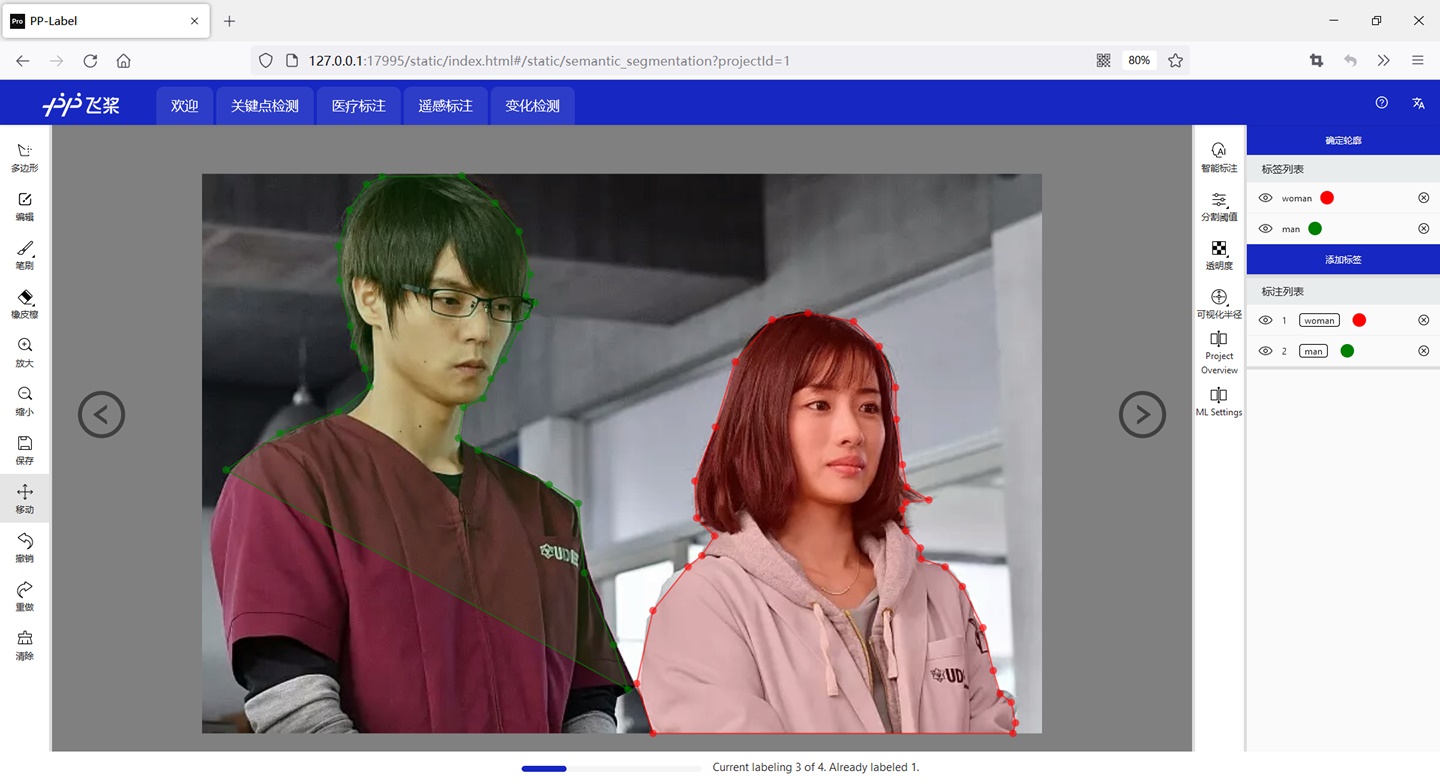 Pro PP-Label
127.0.0.1:17995/static/index.html#/static/semantic_segmentation?projectId=1
80%
飞桨
欢迎
关键点检测
医疗标注
遥感标注
变化检测
多边形
编辑
笔刷
橡皮擦
放大
缩小
保存
移动
撤销
重做
清除
UDI
UDI
AI
智能标注
分割阈值
透明度
可视化半径
Project
Overview
ML Settings
确定轮廓
标签列表
woman
man
添加标签
标注列表
1 woman
2 man
Current labeling 3 of 4. Already labeled 1.